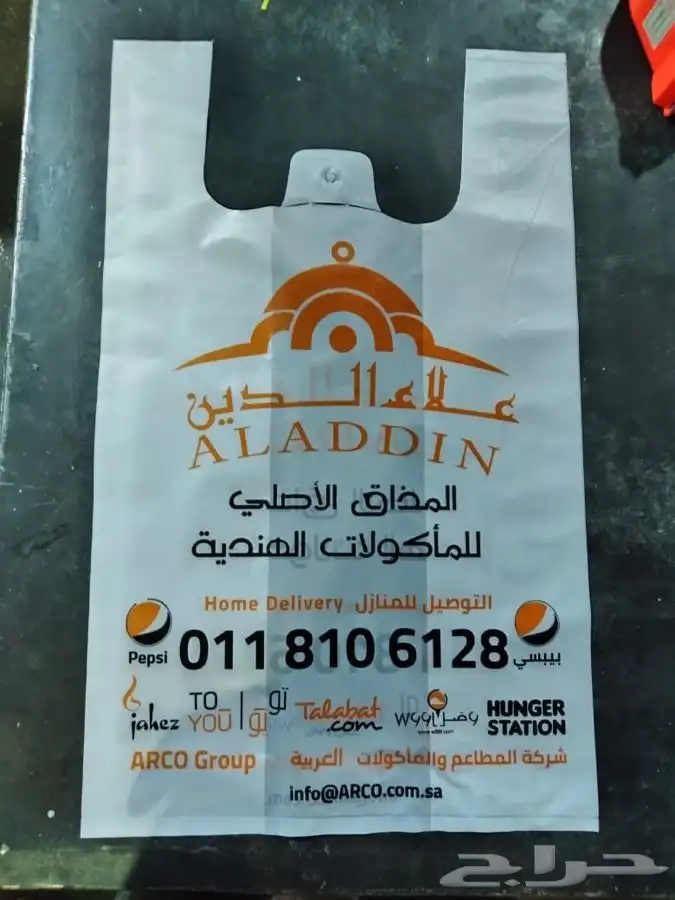 علاء الدين
ALADDIN
المذاق الأصلي
للمأكولات الهندية
Home Delivery التوصيل للمنازل
Pepsi 011 810 6128 بيبسي
jahez TO YOU تو يو Talabat.com وصل HUNGER STATION
ARCO Group شركة المطاعم والمأكولات العربية
info@ARCO.com.sa
حراج